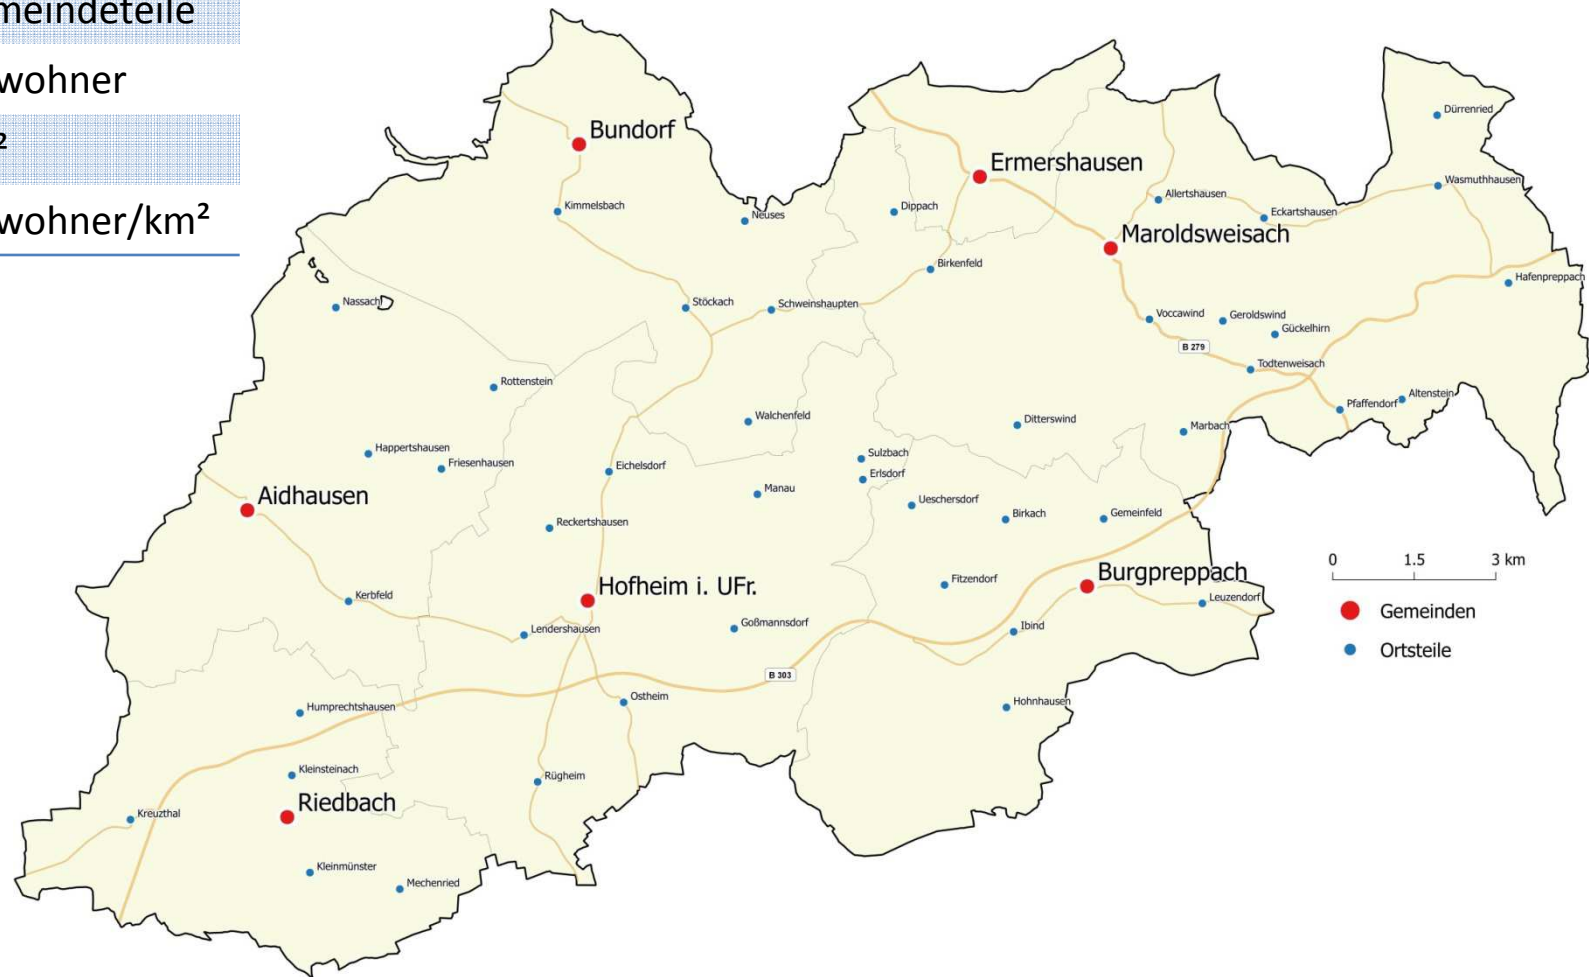 meindeteile
wohner
²
wohner/km²
Bundorf
Ermershausen
Dürrenried
Wasmuthhausen
Allertshausen
Eckartshausen
Kimmelsbach
Neuses
Dippach
Maroldsweisach
Birkenfeld
Hafenpreppach
Nassach
Stöckach
Schweinshaupten
Voccawind
Geroldswind
Gückelhirn
B 279
Todtenweisach
Rottenstein
Altenstein
Pfaffendorf
Walchenfeld
Ditterswind
Marbach
Happertshausen
Friesenhausen
Eichelsdorf
Sulzbach
Erlsdorf
Manau
Aidhausen
Ueschersdorf
Birkach
Gemeinfeld
Reckertshausen
0 1.5 3 km
Burgpreppach
Fitzendorf
Hofheim i. UFr.
Kerbfeld
Leuzendorf
Gemeinden
Lendershausen
Goßmannsdorf
Ibind
Ortsteile
B 303
Ostheim
Hohnhausen
Humprechtshausen
Kleinsteinach
Rügheim
Riedbach
Kreuzthal
Kleinmünster
Mechenried